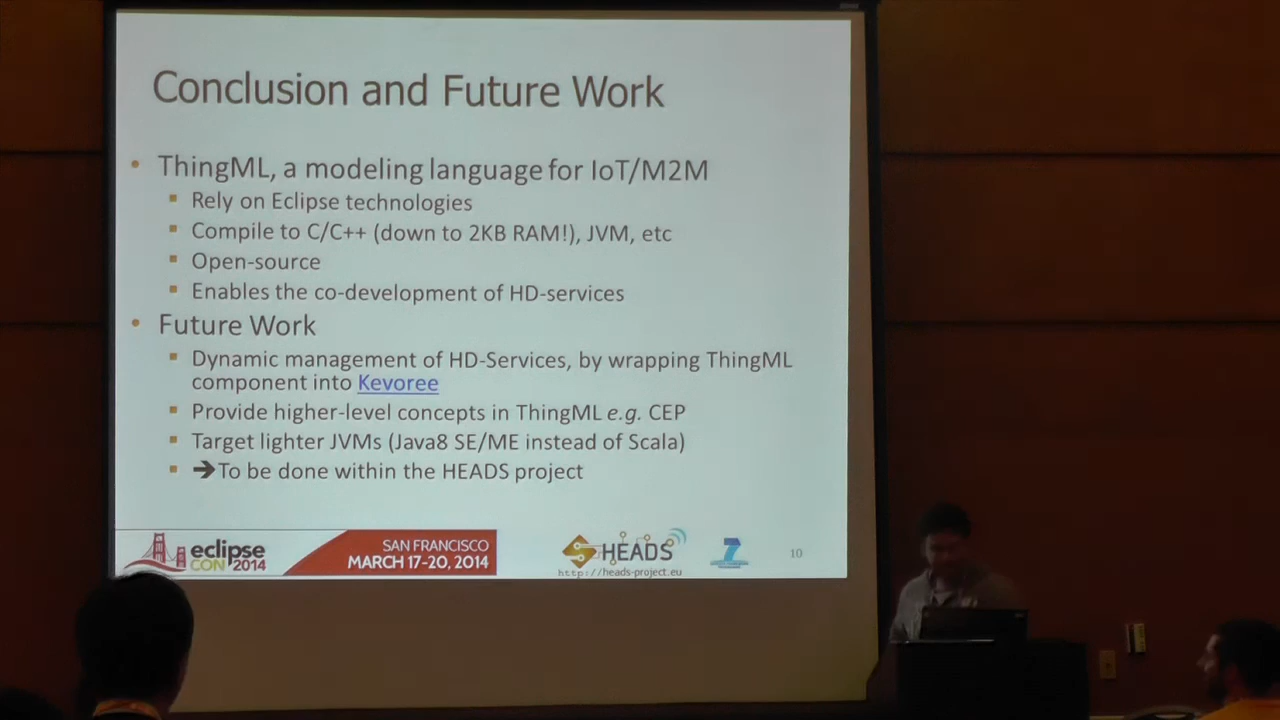 Conclusion and Future Work
• ThingML, a modeling language for IoT/M2M
▪ Rely on Eclipse technologies
▪ Compile to C/C++ (down to 2KB RAM!), JVM, etc
▪ Open-source
▪ Enables the co-development of HD-services
• Future Work
▪ Dynamic management of HD-Services, by wrapping ThingML
component into Kevoree
▪ Provide higher-level concepts in ThingML e.g. CEP
▪ Target lighter JVMs (Java8 SE/ME instead of Scala)
▪ ➔To be done within the HEADS project
eclipse
CON 2014
SAN FRANCISCO
MARCH 17-20, 2014
HEADS
http://heads-project.eu
7
10